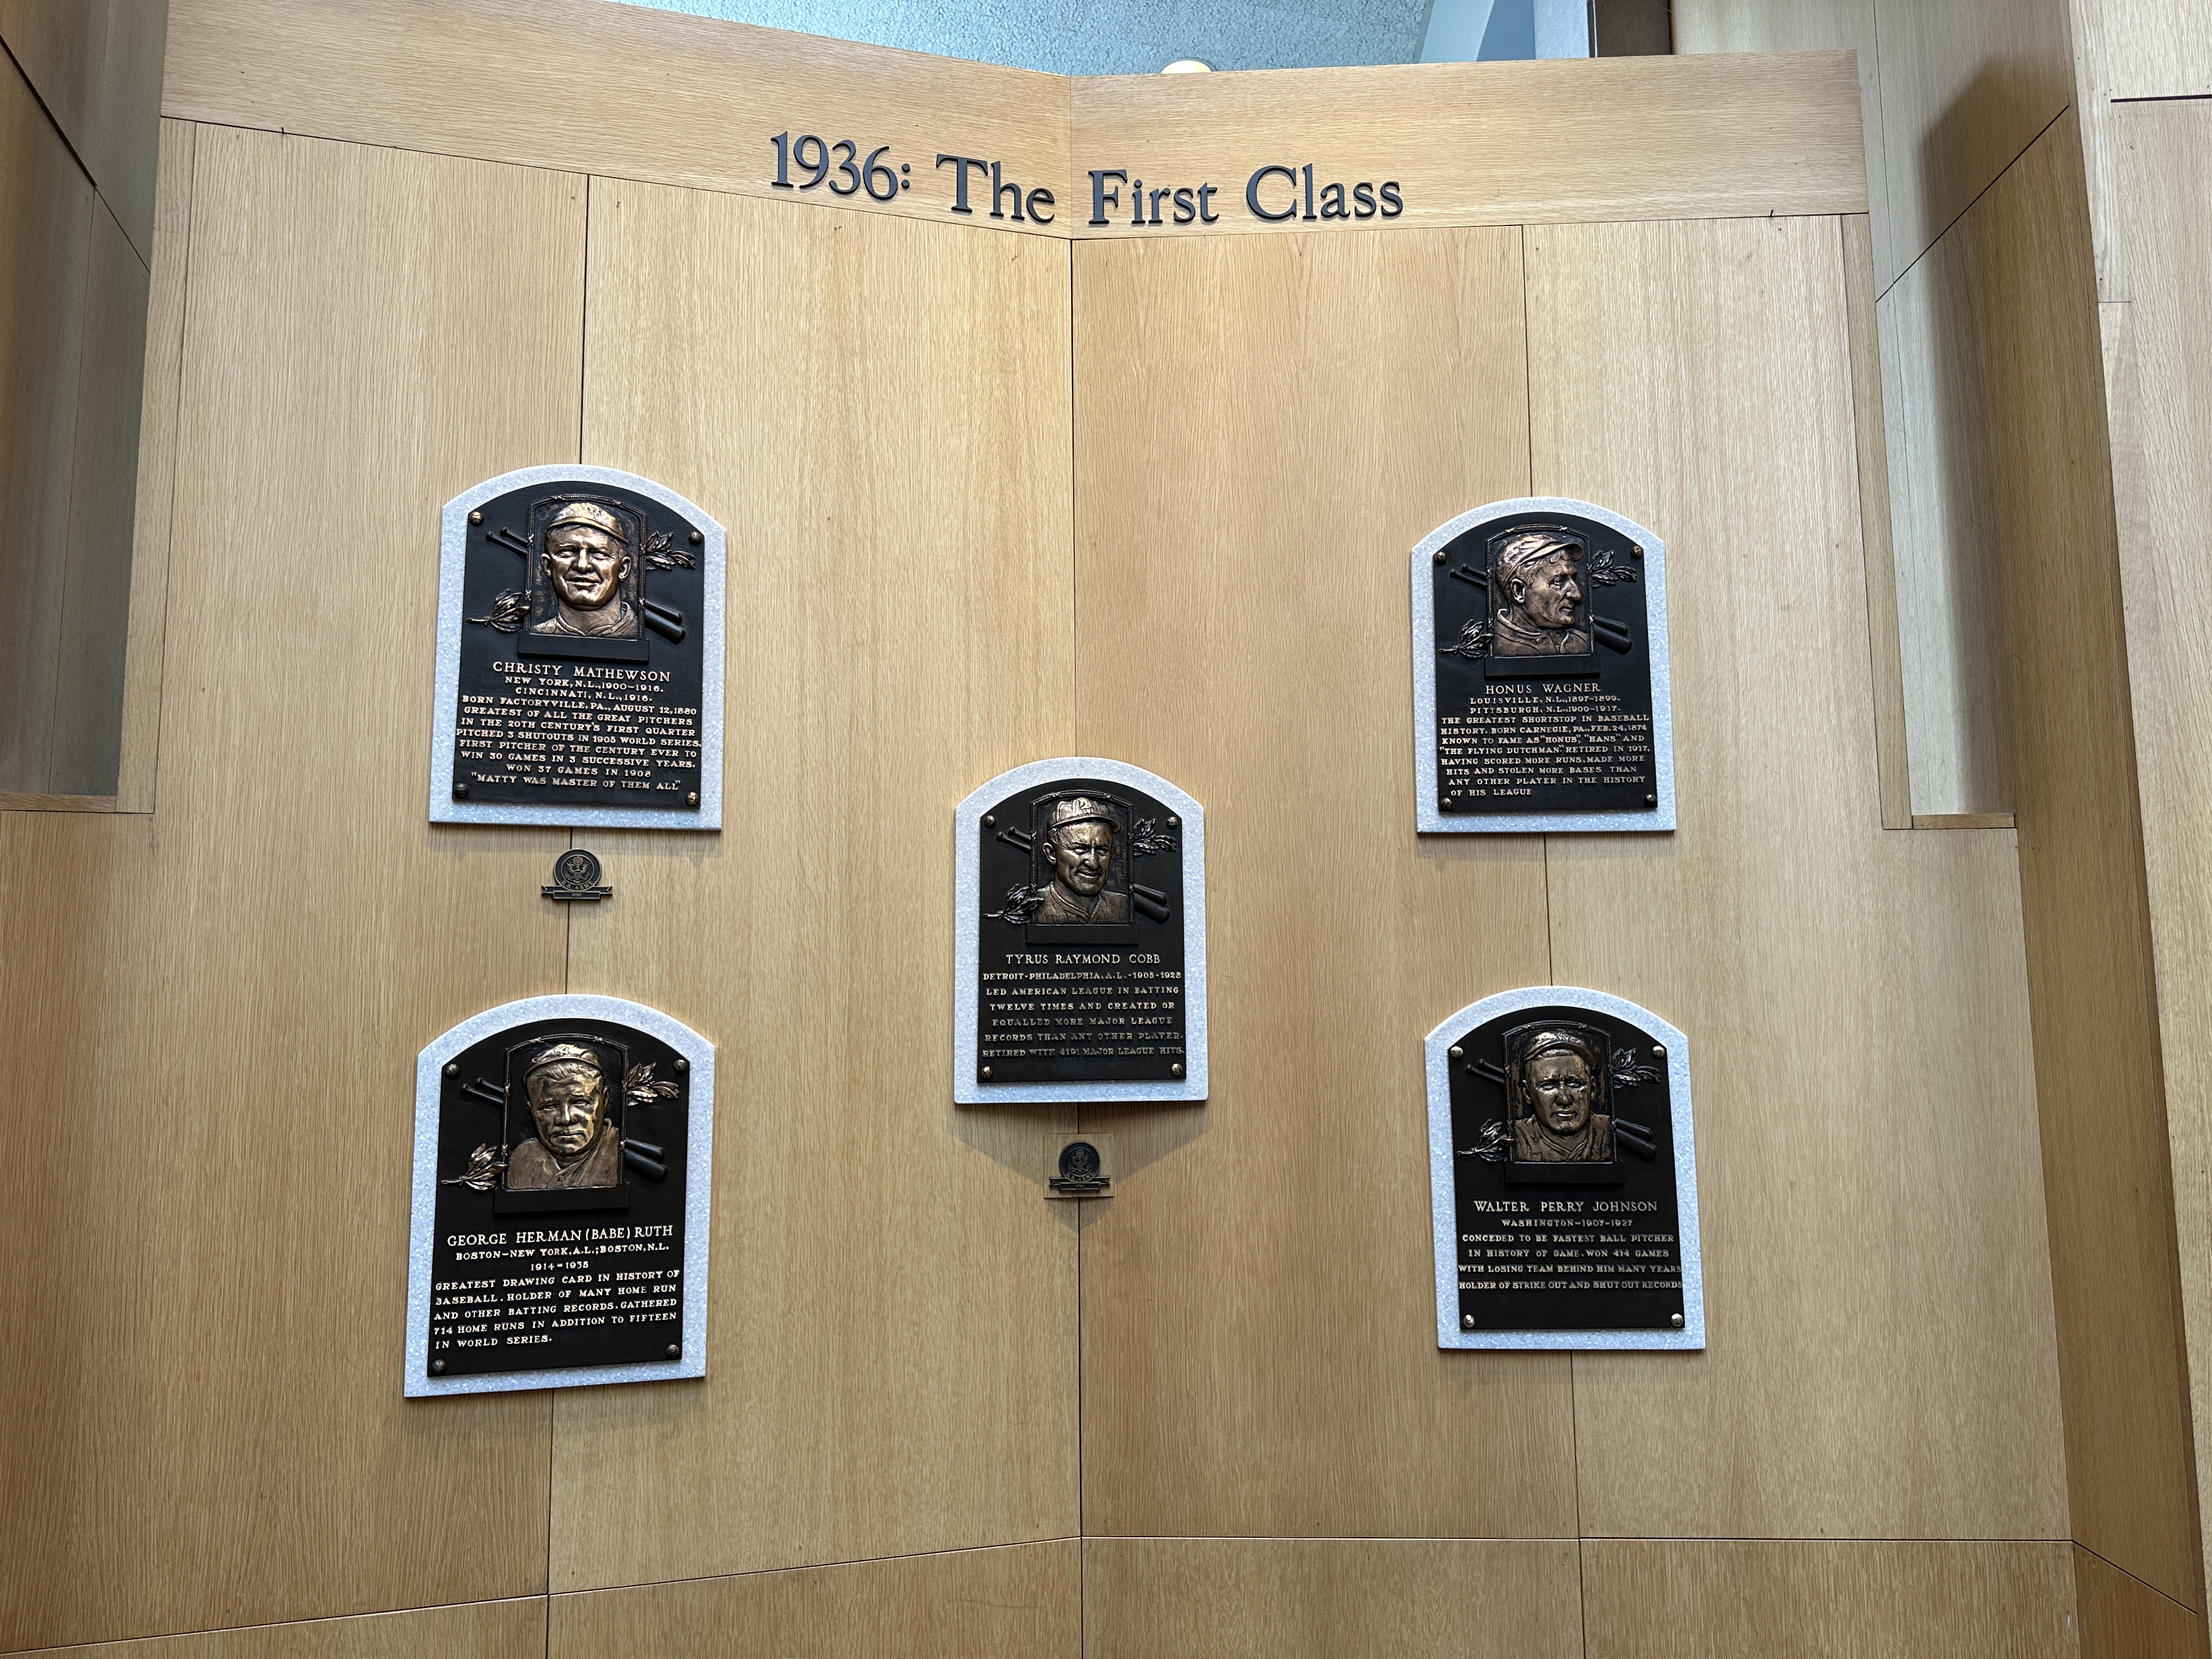 1936: The First Class
CHRISTY MATHEWSON
NEW YORK, N.L., 1900-1916.
CINCINNATI, N.L., 1916.
BORN FACTORYVILLE, PA., AUGUST 12, 1880
GREATEST OF ALL THE GREAT PITCHERS
IN THE 20TH CENTURY'S FIRST QUARTER
PITCHED 3 SHUTOUTS IN 1905 WORLD SERIES.
FIRST PITCHER OF THE CENTURY EVER TO
WIN 30 GAMES IN 3 SUCCESSIVE YEARS.
WON 37 GAMES IN 1908
"MATTY WAS MASTER OF THEM ALL"
HONUS WAGNER
LOUISVILLE, N.L., 1897-1899.
PITTSBURGH, N.L., 1900-1917.
THE GREATEST SHORTSTOP IN BASEBALL
HISTORY. BORN CARNEGIE, PA., FEB. 24, 1874
KNOWN TO FAME AS "HONUS", "HANS" AND
"THE FLYING DUTCHMAN." RETIRED IN 1917,
HAVING SCORED MORE RUNS, MADE MORE
HITS AND STOLEN MORE BASES THAN
ANY OTHER PLAYER IN THE HISTORY
OF HIS LEAGUE
TYRUS RAYMOND COBB
DETROIT-PHILADELPHIA, A.L.-1905-1928
LED AMERICAN LEAGUE IN BATTING
TWELVE TIMES AND CREATED OR
EQUALLED MORE MAJOR LEAGUE
RECORDS THAN ANY OTHER PLAYER.
RETIRED WITH 4191 MAJOR LEAGUE HITS.
GEORGE HERMAN (BABE) RUTH
BOSTON-NEW YORK, A.L.; BOSTON, N.L.
1914-1935
GREATEST DRAWING CARD IN HISTORY OF
BASEBALL. HOLDER OF MANY HOME RUN
AND OTHER BATTING RECORDS. GATHERED
714 HOME RUNS IN ADDITION TO FIFTEEN
IN WORLD SERIES.
WALTER PERRY JOHNSON
WASHINGTON-1907-1927
CONCEDED TO BE FASTEST BALL PITCHER
IN HISTORY OF GAME. WON 414 GAMES
WITH LOSING TEAM BEHIND HIM MANY YEARS
HOLDER OF STRIKE OUT AND SHUT OUT RECORDS